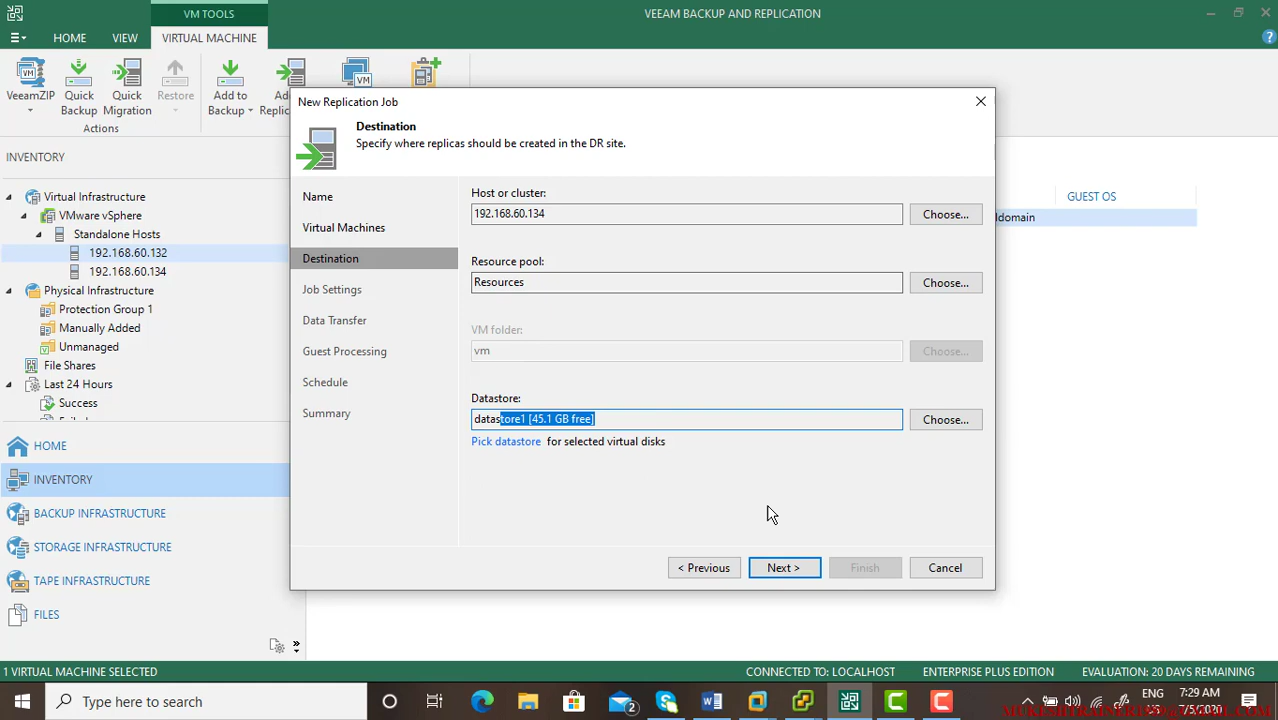 VM TOOLS
VEEAM BACKUP AND REPLICATION
HOME
VIEW
VIRTUAL MACHINE
VM
VeeamZIP
Quick Backup
Quick Migration
Restore
Add to Backup
Actions
VM
New Replication Job
Destination
Specify where replicas should be created in the DR site.
INVENTORY
Virtual Infrastructure
VMware vSphere
Standalone Hosts
192.168.60.132
192.168.60.134
Physical Infrastructure
Protection Group 1
Manually Added
Unmanaged
File Shares
Last 24 Hours
Success
HOME
INVENTORY
BACKUP INFRASTRUCTURE
STORAGE INFRASTRUCTURE
TAPE INFRASTRUCTURE
FILES
Name
Virtual Machines
Destination
Job Settings
Data Transfer
Guest Processing
Schedule
Summary
Host or cluster:
192.168.60.134
Choose...
Resource pool:
Resources
Choose...
VM folder:
vm
Choose...
Datastore:
datastore1 [45.1 GB free]
Choose...
Pick datastore for selected virtual disks
< Previous
Next >
Finish
Cancel
GUEST OS
ldomain
1 VIRTUAL MACHINE SELECTED
CONNECTED TO: LOCALHOST
ENTERPRISE PLUS EDITION
EVALUATION: 20 DAYS REMAINING
Type here to search
2
ENG
7:29 AM
7/5/2020